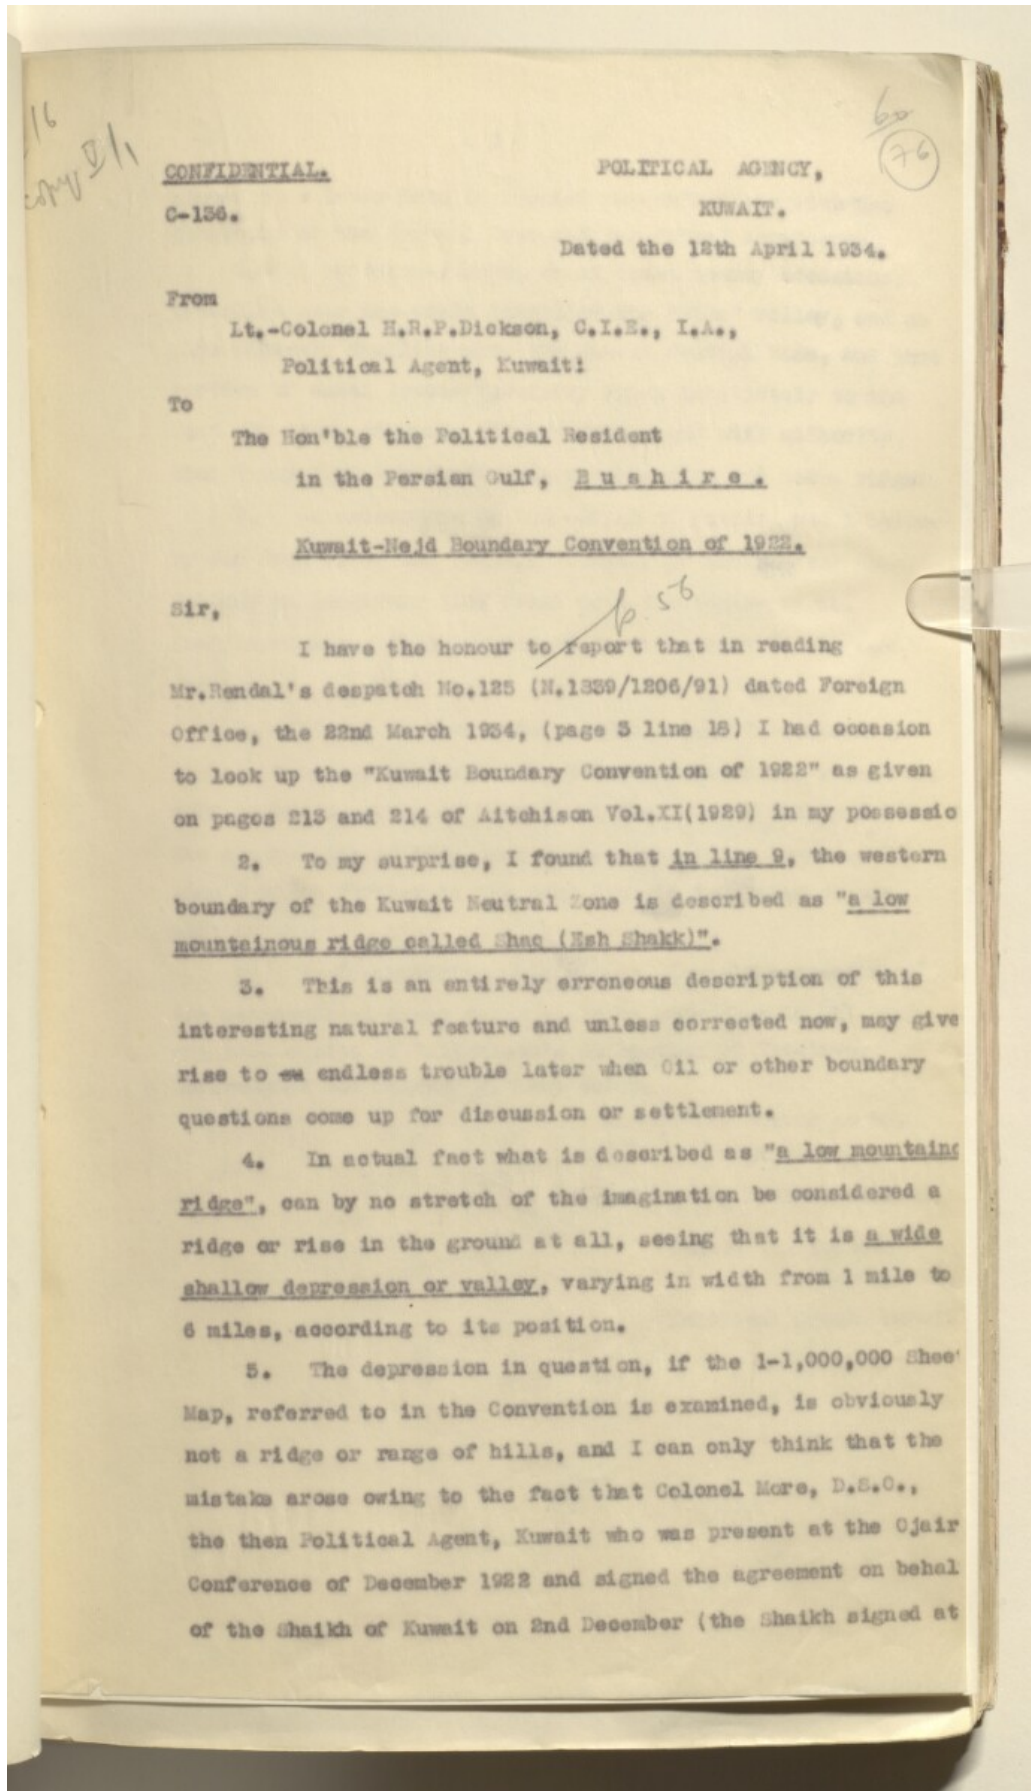 16
copy V/1
60
76
CONFIDENTIAL.
POLITICAL AGENCY,
C-136.
KUWAIT.
Dated the 12th April 1934.
From
Lt.-Colonel H.R.P.Dickson, C.I.E., I.A.,
Political Agent, Kuwait:
To
The Hon'ble the Political Resident
in the Persian Gulf, Bushire.
Kuwait-Nejd Boundary Convention of 1922.
p. 56
Sir,
I have the honour to report that in reading
Mr.Rendal's despatch No.125 (N.1339/1206/91) dated Foreign
Office, the 22nd March 1934, (page 3 line 18) I had occasion
to look up the "Kuwait Boundary Convention of 1922" as given
on pages 213 and 214 of Aitchison Vol.XI(1929) in my possessio
2. To my surprise, I found that in line 9, the western
boundary of the Kuwait Neutral Zone is described as "a low
mountainous ridge called Shaq (Esh Shakk)".
3. This is an entirely erroneous description of this
interesting natural feature and unless corrected now, may give
rise to endless trouble later when Oil or other boundary
questions come up for discussion or settlement.
4. In actual fact what is described as "a low mountaino
ridge", can by no stretch of the imagination be considered a
ridge or rise in the ground at all, seeing that it is a wide
shallow depression or valley, varying in width from 1 mile to
6 miles, according to its position.
5. The depression in question, if the 1-1,000,000 Shee
Map, referred to in the Convention is examined, is obviously
not a ridge or range of hills, and I can only think that the
mistake arose owing to the fact that Colonel More, D.S.O.,
the then Political Agent, Kuwait who was present at the Ojair
Conference of December 1922 and signed the agreement on behal
of the Shaikh of Kuwait on 2nd December (the Shaikh signed at